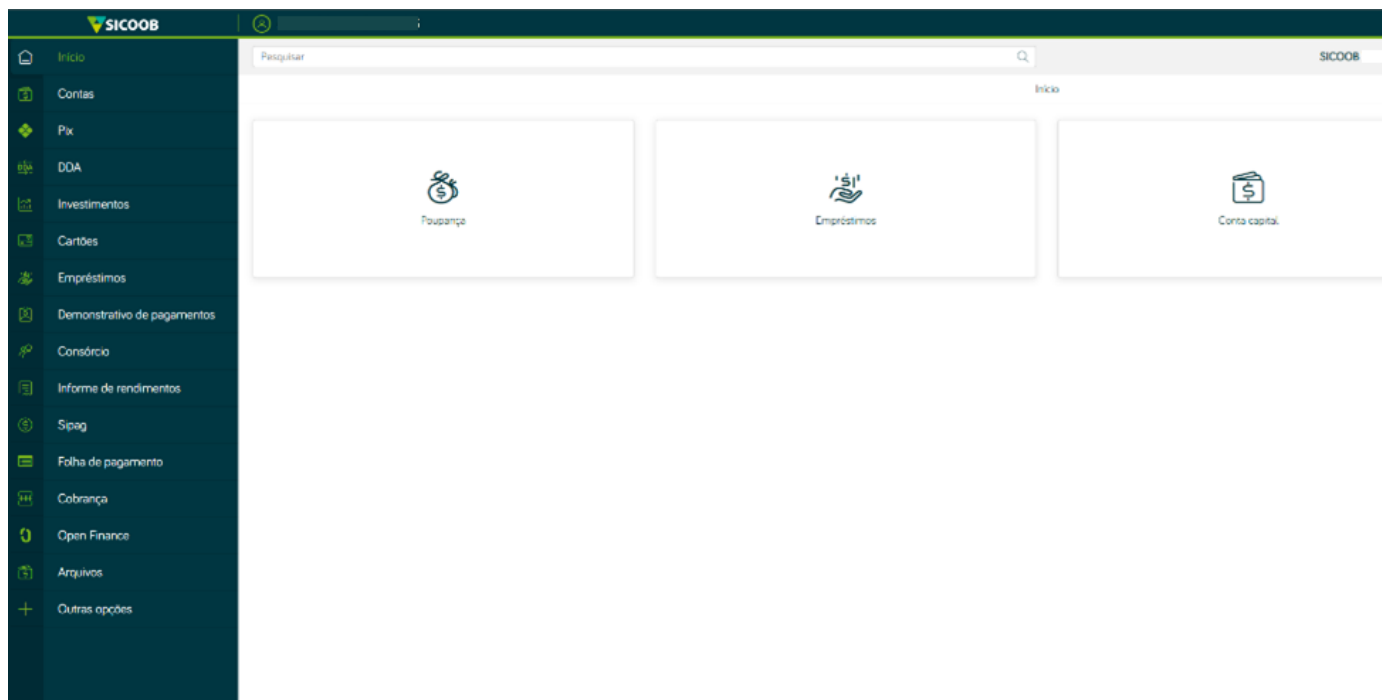 SICOOB
Início
Contas
Pix
DDA
Investimentos
Cartões
Empréstimos
Demonstrativo de pagamentos
Consórcio
Informe de rendimentos
Sipag
Folha de pagamento
Cobrança
Open Finance
Arquivos
Outras opções
Pesquisar
SICOOB
Início
Poupança
Empréstimos
Conta capital